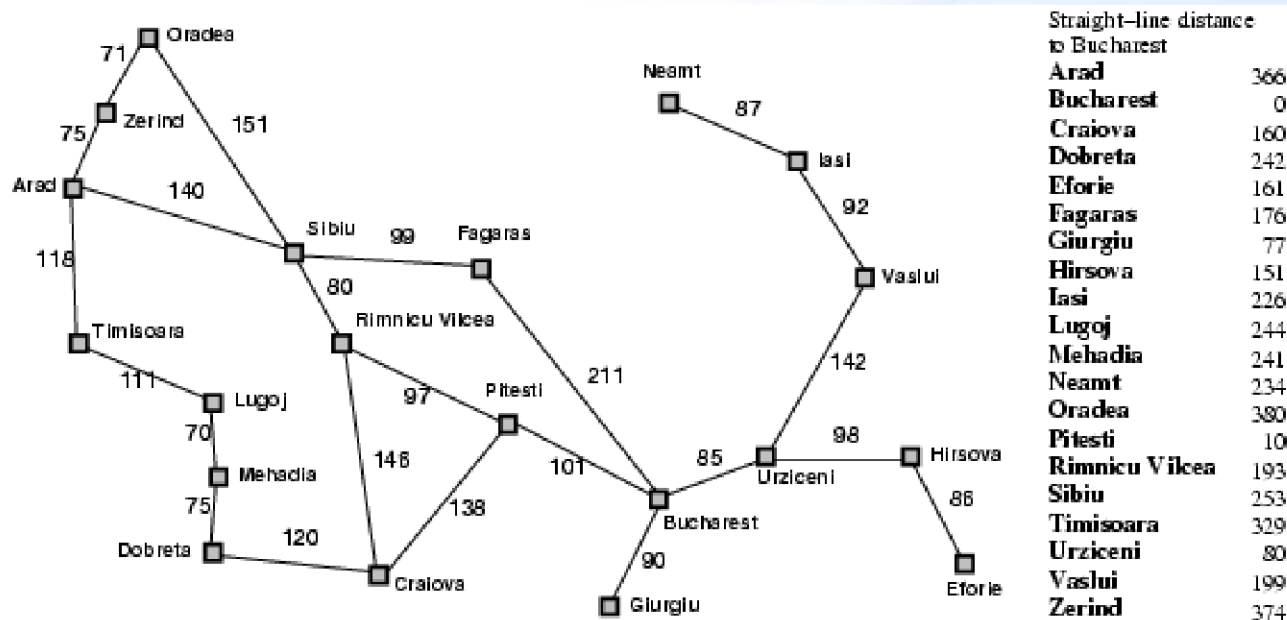 Oradea
71
Neamt
87
Zerind
151
75
Iasi
Arad
140
92
Sibiu
99
Fagaras
118
80
Vaslui
Rimnicu Vilcea
Timisoara
142
111
211
Lugoj
97
Pitesti
70
98
Hirsova
146
85
101
Mehadia
Urziceni
86
75
138
Bucharest
120
Dobreta
90
Craiova
Eforie
Giurgiu
Straight–line distance
to Bucharest
Arad 366
Bucharest 0
Craiova 160
Dobreta 242
Eforie 161
Fagaras 176
Giurgiu 77
Hirsova 151
Iasi 226
Lugoj 244
Mehadia 241
Neamt 234
Oradea 380
Pitesti 10
Rimnicu Vilcea 193
Sibiu 253
Timisoara 329
Urziceni 80
Vaslui 199
Zerind 374